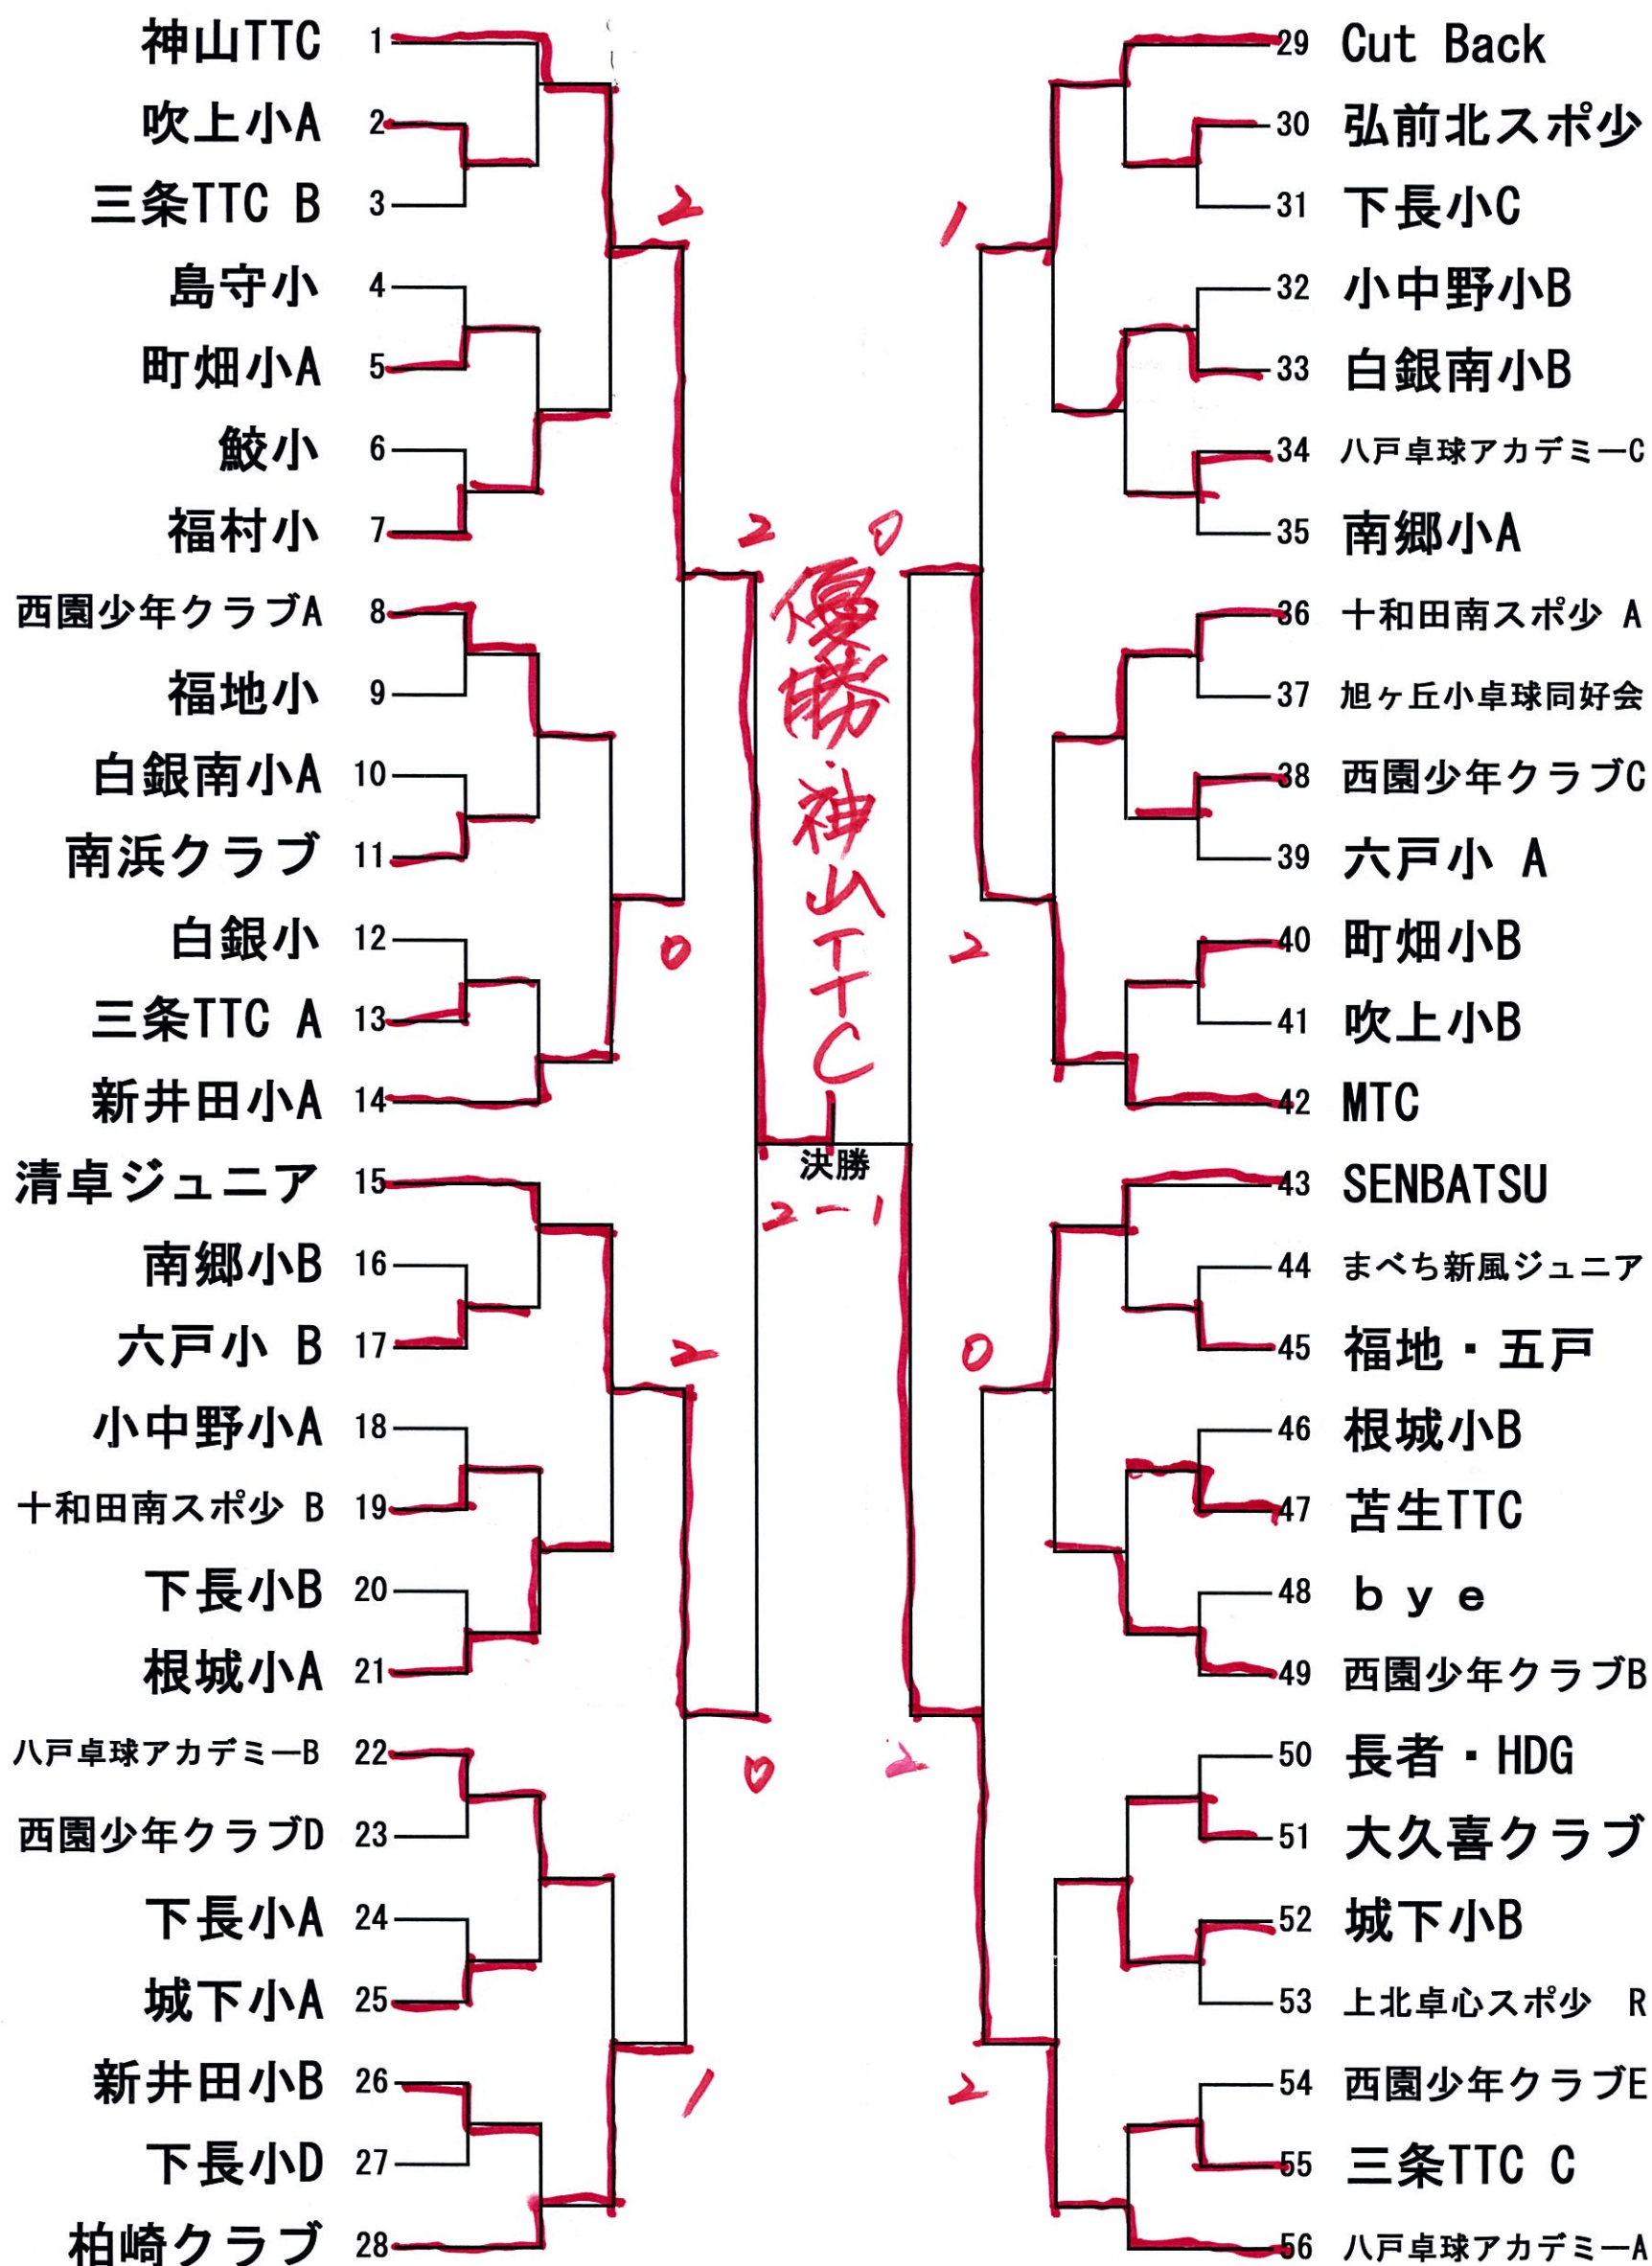 神山TTC 1
吹上小A 2
三条TTC B 3
島守小 4
町畑小A 5
鮫小 6
福村小 7
西園少年クラブA 8
福地小 9
白銀南小A 10
南浜クラブ 11
白銀小 12
三条TTC A 13
新井田小A 14
清卓ジュニア 15
南郷小B 16
六戸小 B 17
小中野小A 18
十和田南スポ少 B 19
下長小B 20
根城小A 21
八戸卓球アカデミーB 22
西園少年クラブD 23
下長小A 24
城下小A 25
新井田小B 26
下長小D 27
柏崎クラブ 28
2
2
0
2
0
1
優勝・神山TTC
決勝
2-1
1
0
2
0
2
2
29 Cut Back
30 弘前北スポ少
31 下長小C
32 小中野小B
33 白銀南小B
34 八戸卓球アカデミーC
35 南郷小A
36 十和田南スポ少 A
37 旭ヶ丘小卓球同好会
38 西園少年クラブC
39 六戸小 A
40 町畑小B
41 吹上小B
42 MTC
43 SENBATSU
44 まべち新風ジュニア
45 福地・五戸
46 根城小B
47 苫生TTC
48 bye
49 西園少年クラブB
50 長者・HDG
51 大久喜クラブ
52 城下小B
53 上北卓心スポ少 R
54 西園少年クラブE
55 三条TTC C
56 八戸卓球アカデミーA